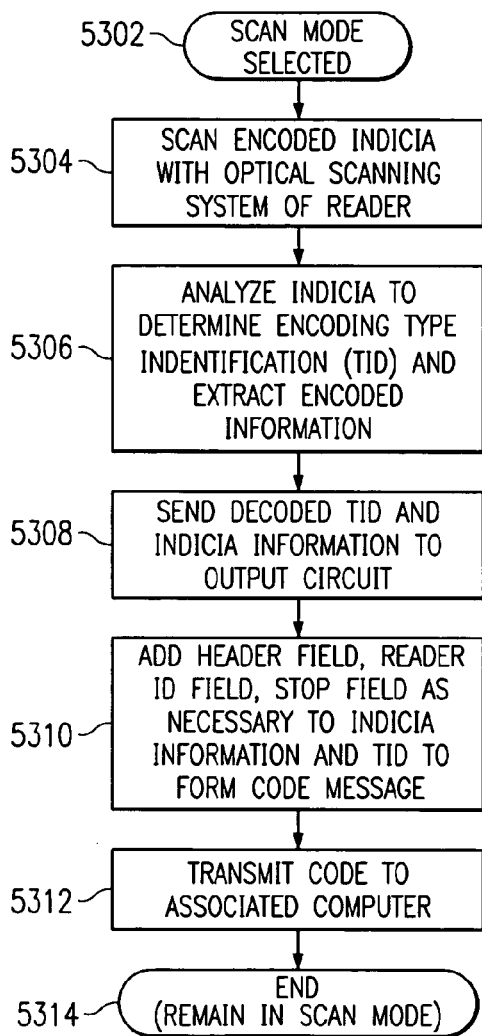 5302
SCAN MODE
SELECTED
5304
SCAN ENCODED INDICIA
WITH OPTICAL SCANNING
SYSTEM OF READER
5306
ANALYZE INDICIA TO
DETERMINE ENCODING TYPE
INDENTIFICATION (TID) AND
EXTRACT ENCODED
INFORMATION
5308
SEND DECODED TID AND
INDICIA INFORMATION TO
OUTPUT CIRCUIT
5310
ADD HEADER FIELD, READER
ID FIELD, STOP FIELD AS
NECESSARY TO INDICIA
INFORMATION AND TID TO
FORM CODE MESSAGE
5312
TRANSMIT CODE TO
ASSOCIATED COMPUTER
5314
END
(REMAIN IN SCAN MODE)